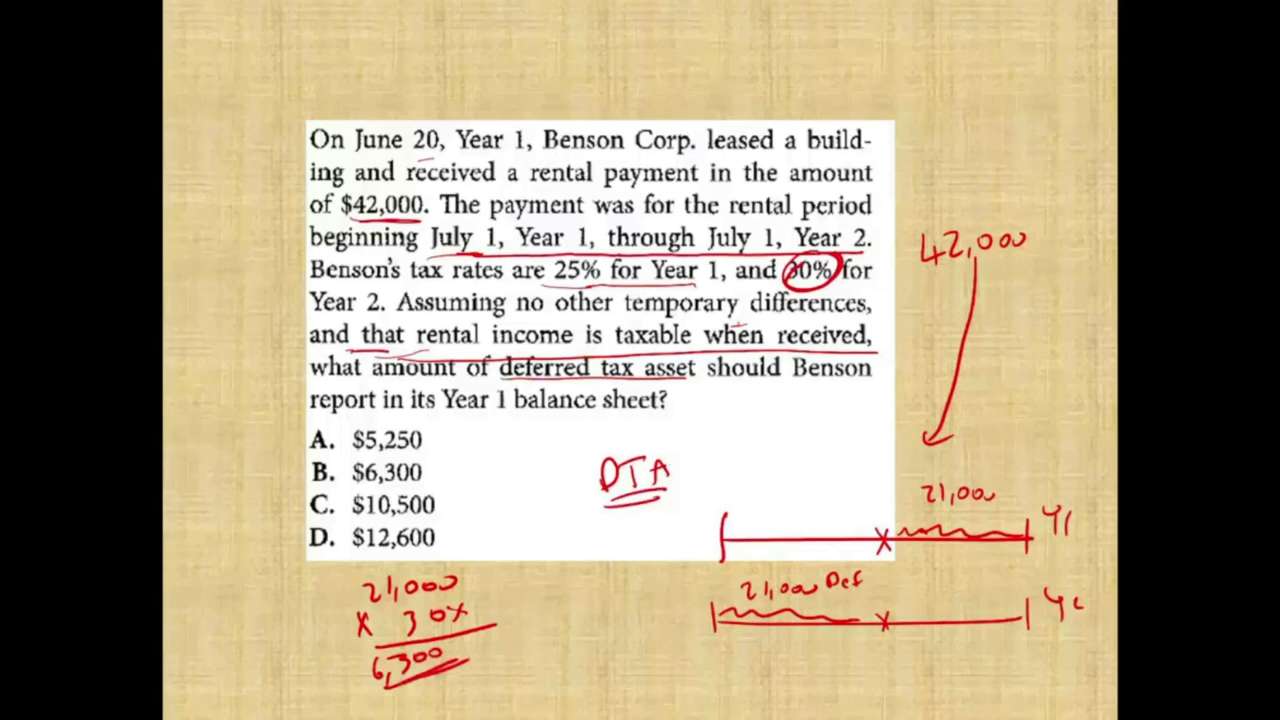 On June 20, Year 1, Benson Corp. leased a build-
ing and received a rental payment in the amount
of $42,000. The payment was for the rental period
beginning July 1, Year 1, through July 1, Year 2.
Benson's tax rates are 25% for Year 1, and 30% for
Year 2. Assuming no other temporary differences,
and that rental income is taxable when received,
what amount of deferred tax asset should Benson
report in its Year 1 balance sheet?
A. $5,250
B. $6,300
C. $10,500
D. $12,600
42,000
DTA
21,000
Y1
21,000 Def
21,000
X 30%
6,300